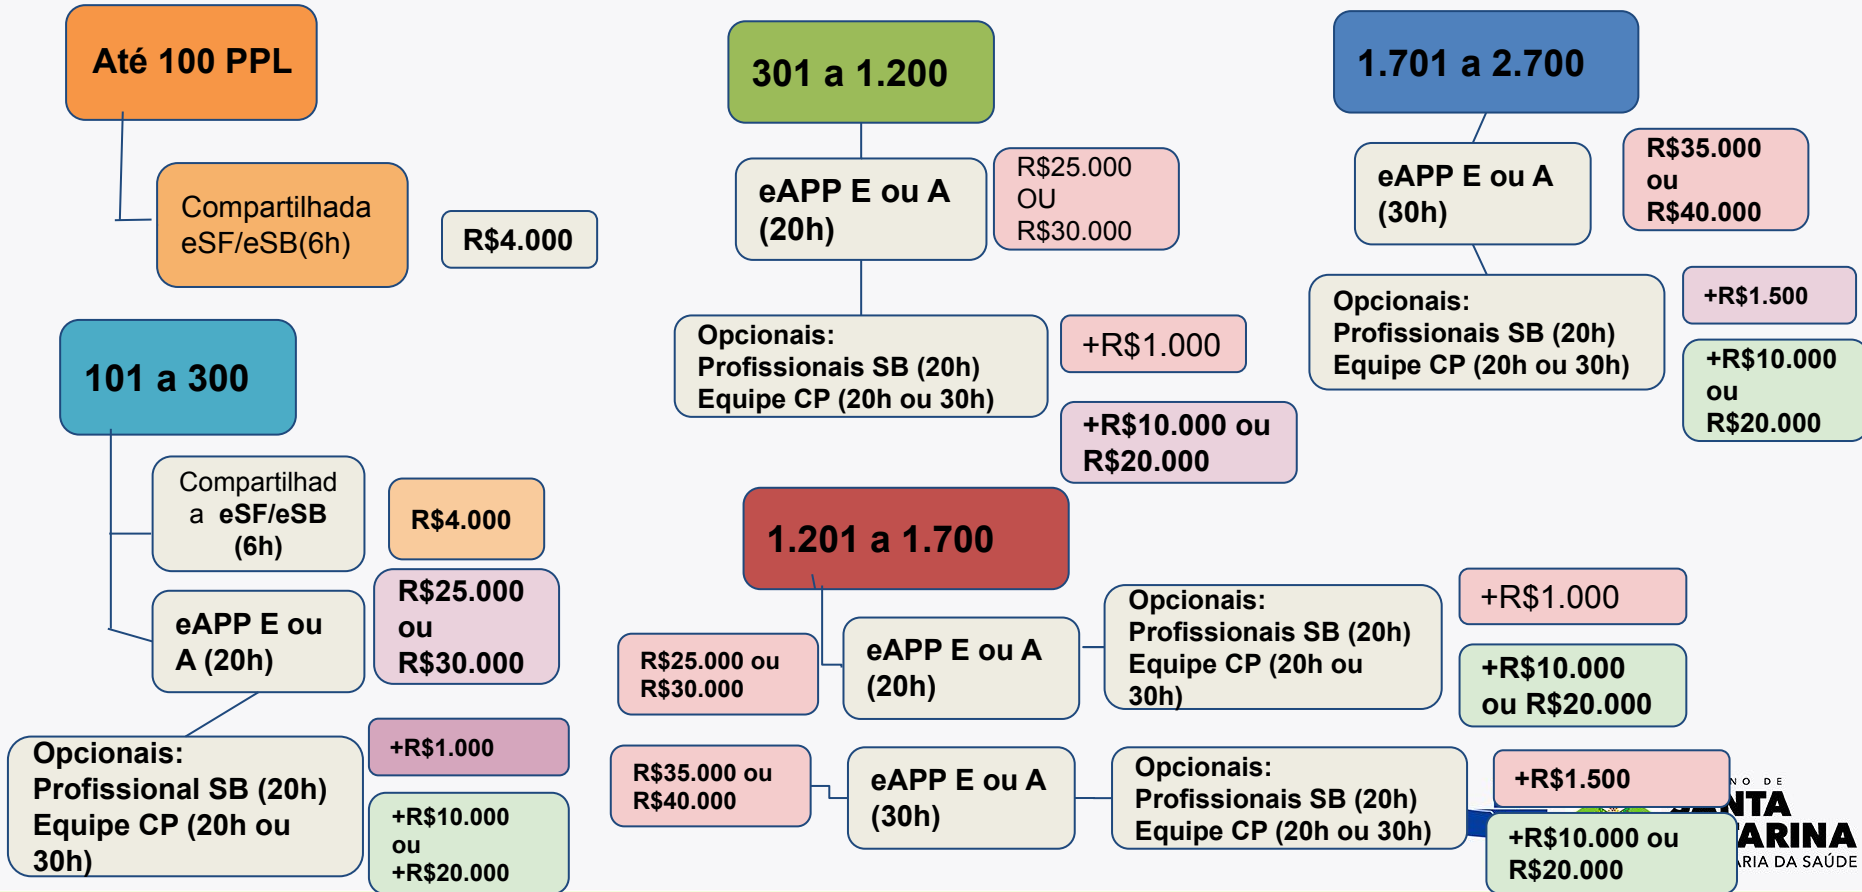 Até 100 PPL
Compartilhada
eSF/eSB(6h)
R$4.000
101 a 300
Compartilhad
a eSF/eSB
(6h)
R$4.000
eAPP E ou
A (20h)
R$25.000
ou
R$30.000
Opcionais:
Profissional SB (20h)
Equipe CP (20h ou
30h)
+R$1.000
+R$10.000
ou
+R$20.000
301 a 1.200
eAPP E ou A
(20h)
R$25.000
OU
R$30.000
Opcionais:
Profissionais SB (20h)
Equipe CP (20h ou 30h)
+R$1.000
+R$10.000 ou
R$20.000
1.201 a 1.700
R$25.000 ou
R$30.000
eAPP E ou A
(20h)
Opcionais:
Profissionais SB (20h)
Equipe CP (20h ou
30h)
+R$1.000
+R$10.000
ou R$20.000
R$35.000 ou
R$40.000
eAPP E ou A
(30h)
Opcionais:
Profissionais SB (20h)
Equipe CP (20h ou 30h)
+R$1.500
+R$10.000 ou
R$20.000
1.701 a 2.700
eAPP E ou A
(30h)
R$35.000
ou
R$40.000
Opcionais:
Profissionais SB (20h)
Equipe CP (20h ou 30h)
+R$1.500
+R$10.000
ou
R$20.000
DE
DA SAÚDE